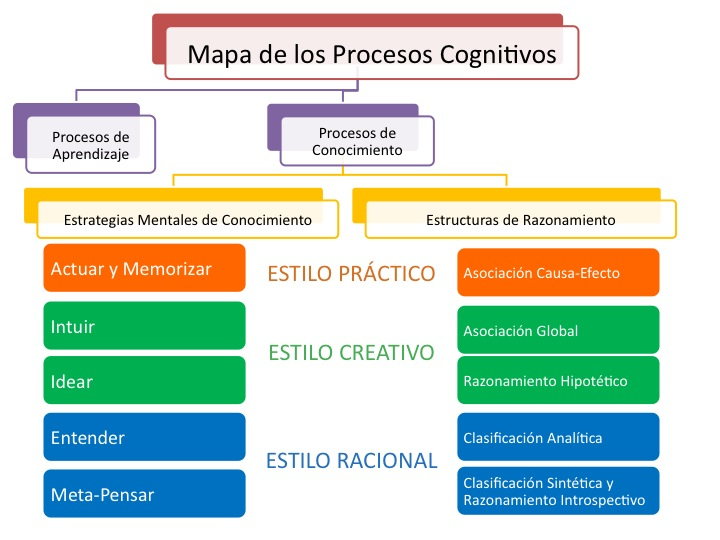 Mapa de los Procesos Cognitivos
Procesos de
Aprendizaje
Procesos de
Conocimiento
Estrategias Mentales de Conocimiento
Estructuras de Razonamiento
Actuar y Memorizar
ESTILO PRÁCTICO
Asociación Causa-Efecto
Intuir
ESTILO CREATIVO
Asociación Global
Idear
Razonamiento Hipotético
Entender
ESTILO RACIONAL
Clasificación Analítica
Meta-Pensar
Clasificación Sintética y
Razonamiento Introspectivo